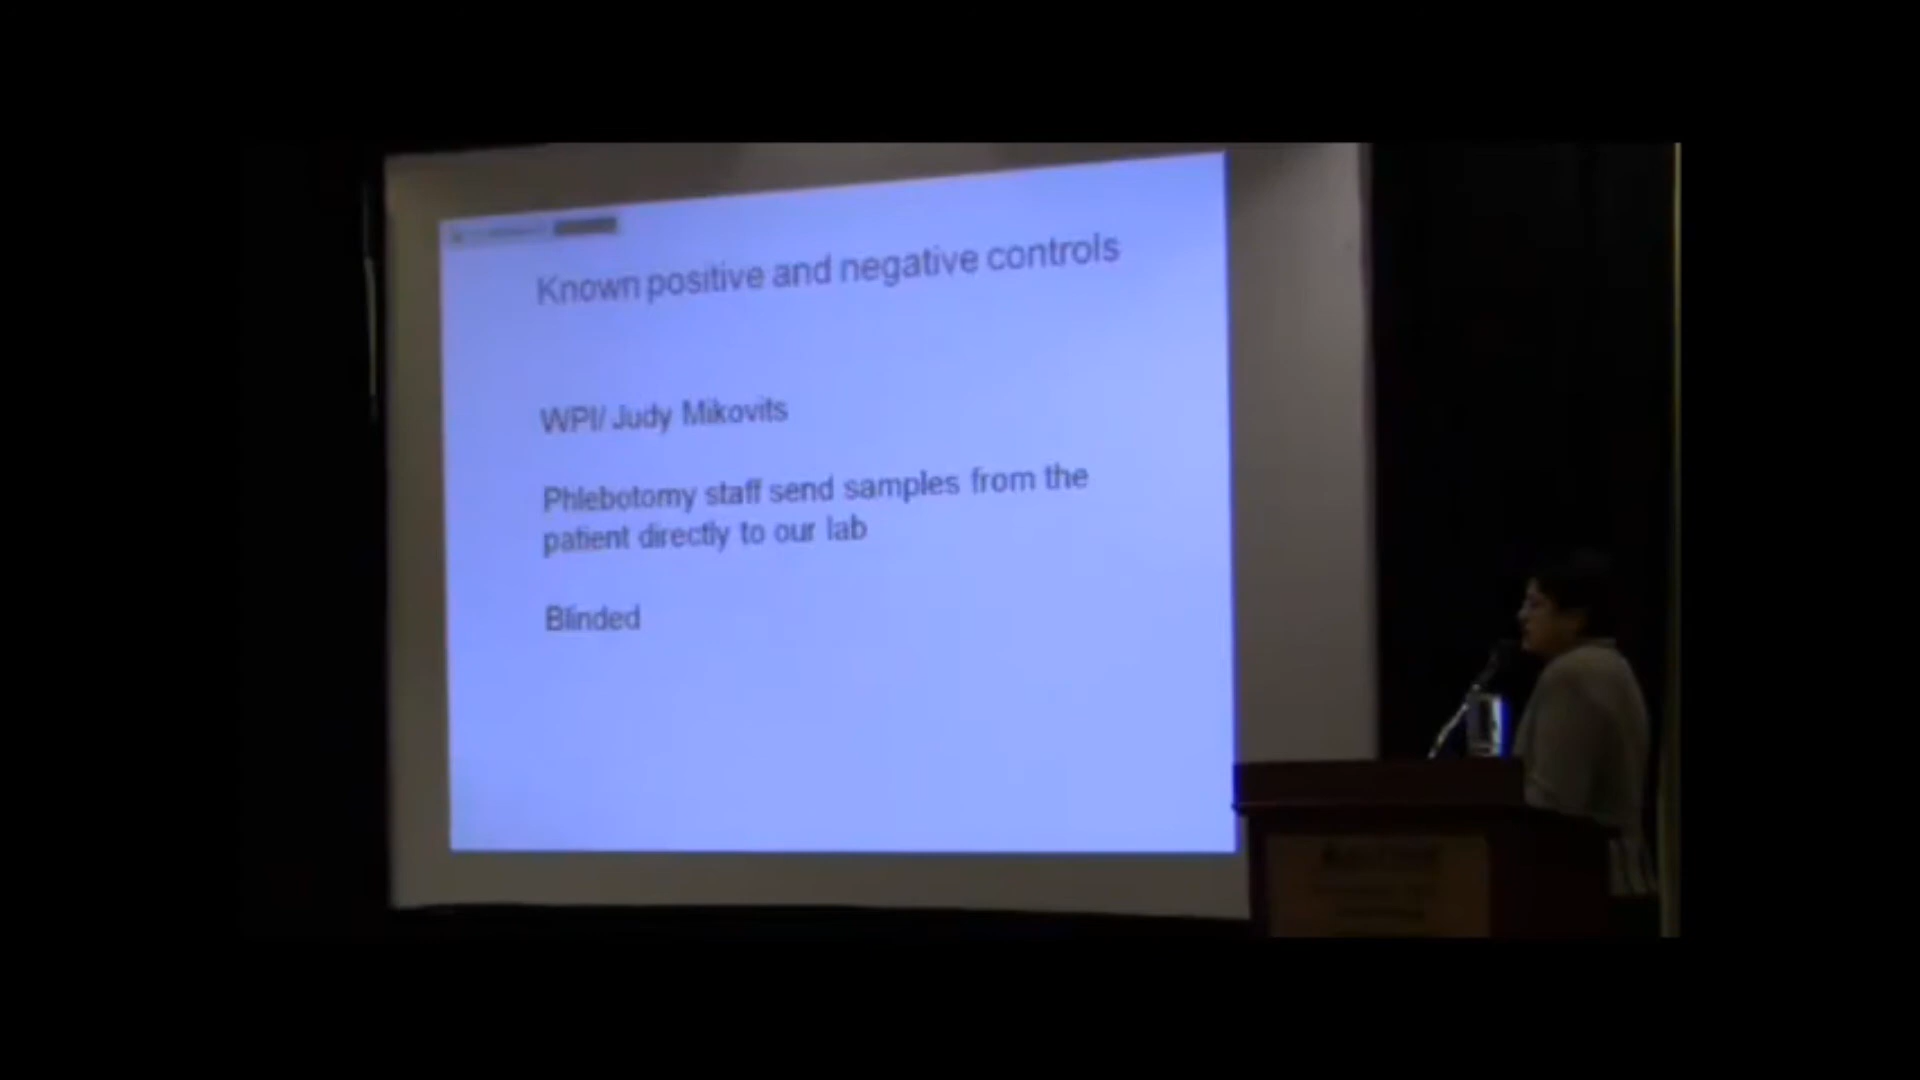 Known positive and negative controls
WPI/ Judy Mikovits
Phlebotomy staff send samples from the
patient directly to our lab
Blinded